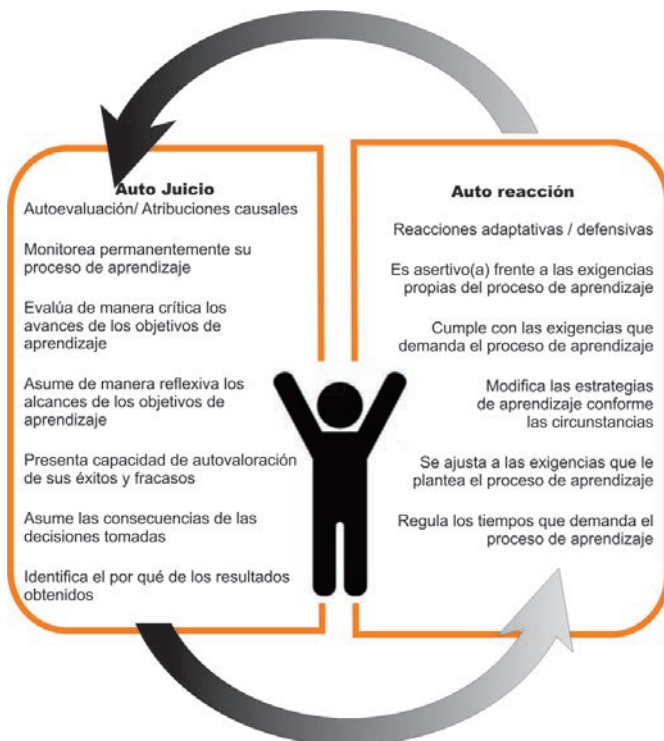 Auto Juicio
Autoevaluación/ Atribuciones causales
Monitorea permanentemente su
proceso de aprendizaje
Evalúa de manera crítica los
avances de los objetivos de
aprendizaje
Asume de manera reflexiva los
alcances de los objetivos de
aprendizaje
Presenta capacidad de autovaloración
de sus éxitos y fracasos
Asume las consecuencias de las
decisiones tomadas
Identifica el por qué de los resultados
obtenidos
Auto reacción
Reacciones adaptativas / defensivas
Es asertivo(a) frente a las exigencias
propias del proceso de aprendizaje
Cumple con las exigencias que
demanda el proceso de aprendizaje
Modifica las estrategias
de aprendizaje conforme
las circunstancias
Se ajusta a las exigencias que le
plantea el proceso de aprendizaje
Regula los tiempos que demanda el
proceso de aprendizaje